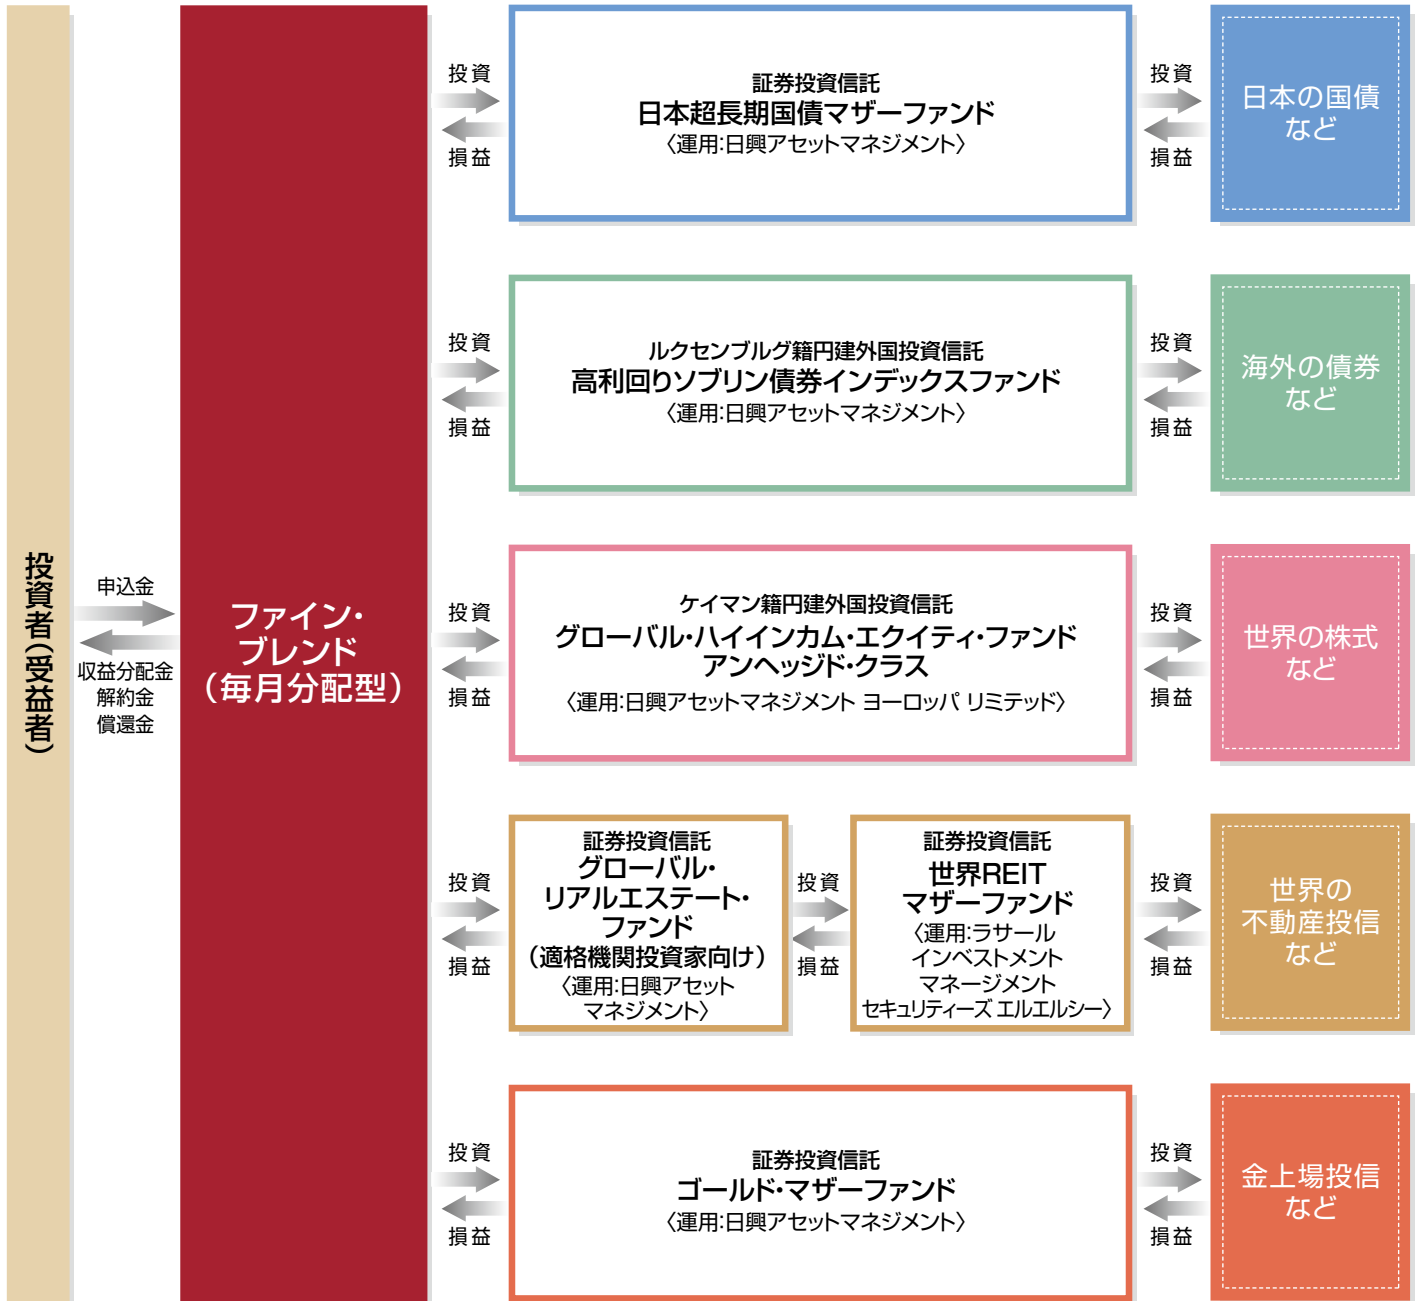 投資者(受益者)
申込金
収益分配金
解約金
償還金
ファイン・
ブレンド
(毎月分配型)
投資
損益
証券投資信託
日本超長期国債マザーファンド
〈運用:日興アセットマネジメント〉
投資
損益
日本の国債
など
投資
損益
ルクセンブルグ籍円建外国投資信託
高利回りソブリン債券インデックスファンド
〈運用:日興アセットマネジメント〉
投資
損益
海外の債券
など
投資
損益
ケイマン籍円建外国投資信託
グローバル・ハイインカム・エクイティ・ファンド
アンヘッジド・クラス
〈運用:日興アセットマネジメント ヨーロッパ リミテッド〉
投資
損益
世界の株式
など
投資
損益
証券投資信託
グローバル・
リアルエステート・
ファンド
(適格機関投資家向け)
〈運用:日興アセット
マネジメント〉
投資
損益
証券投資信託
世界REIT
マザーファンド
〈運用:ラサール
インベストメント
マネージメント
セキュリティーズ エルエルシー〉
投資
損益
世界の
不動産投信
など
投資
損益
証券投資信託
ゴールド・マザーファンド
〈運用:日興アセットマネジメント〉
投資
損益
金上場投信
など